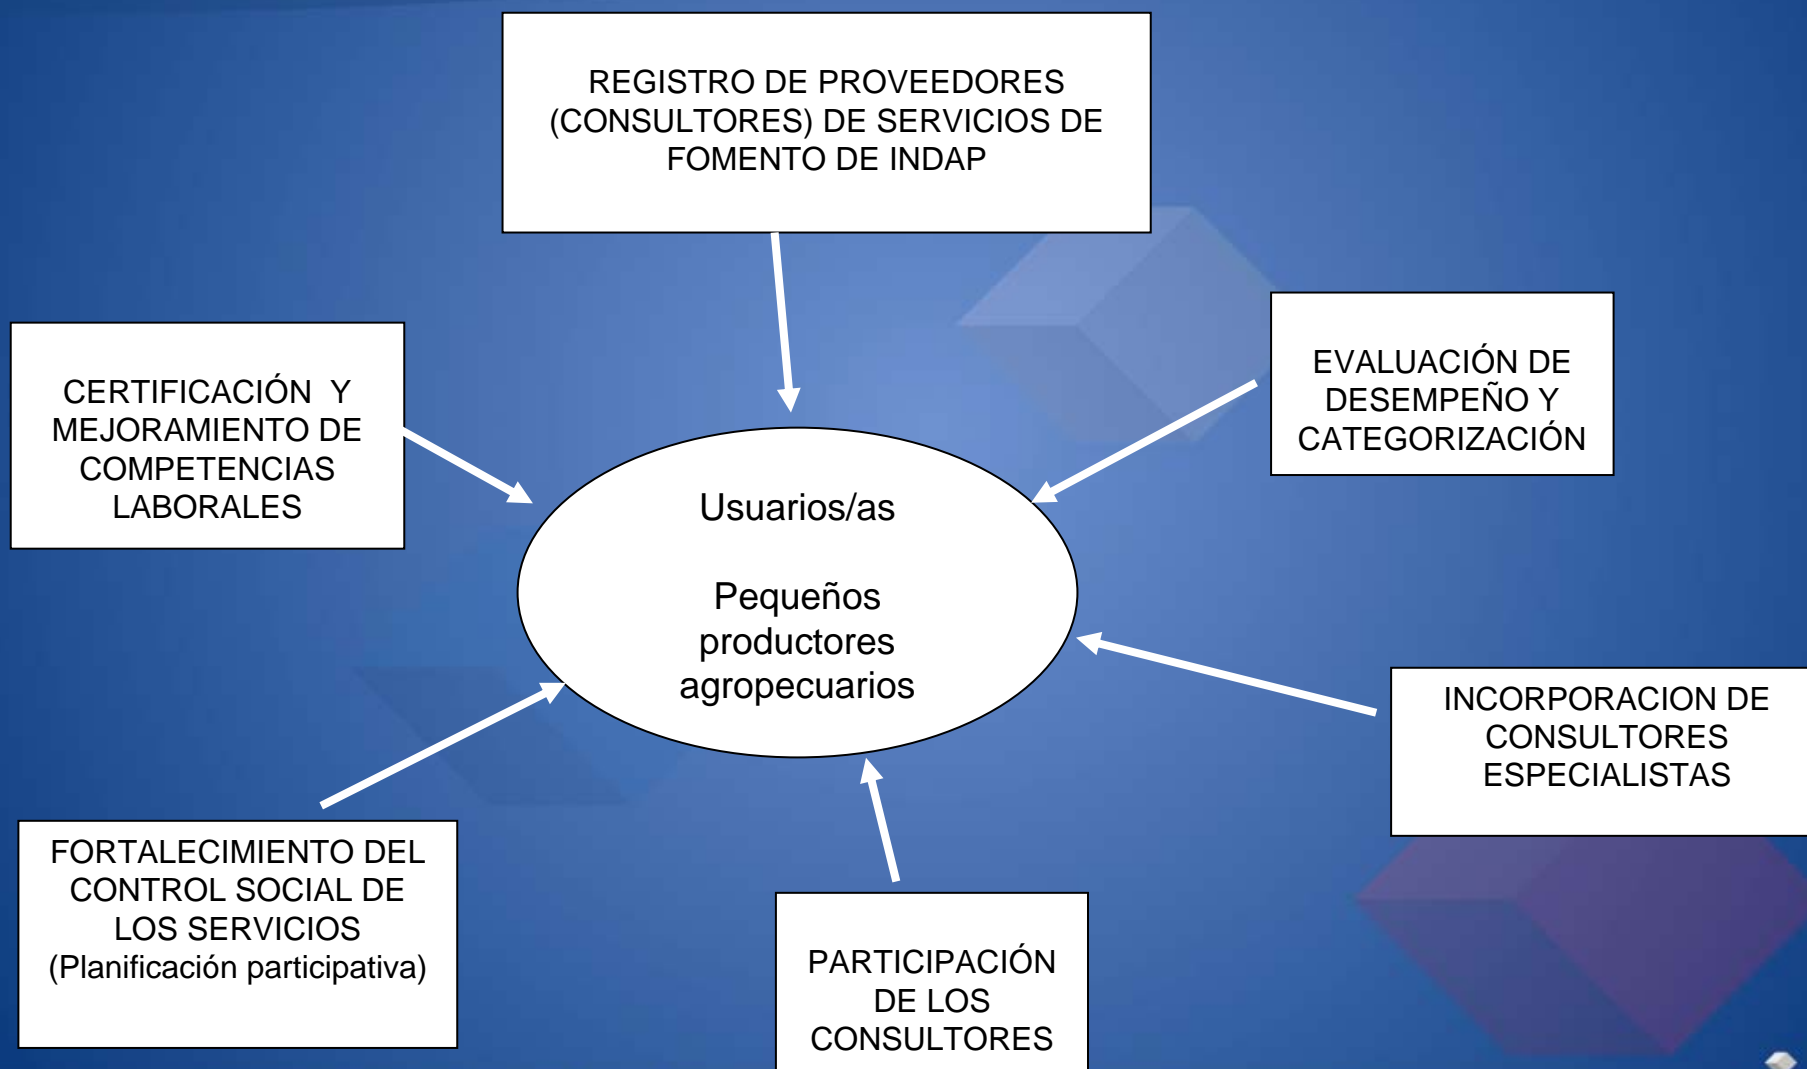 REGISTRO DE PROVEEDORES
(CONSULTORES) DE SERVICIOS DE
FOMENTO DE INDAP
CERTIFICACIÓN Y
MEJORAMIENTO DE
COMPETENCIAS
LABORALES
EVALUACIÓN DE
DESEMPEÑO Y
CATEGORIZACIÓN
Usuarios/as
Pequeños
productores
agropecuarios
INCORPORACION DE
CONSULTORES
ESPECIALISTAS
FORTALECIMIENTO DEL
CONTROL SOCIAL DE
LOS SERVICIOS
(Planificación participativa)
PARTICIPACIÓN
DE LOS
CONSULTORES